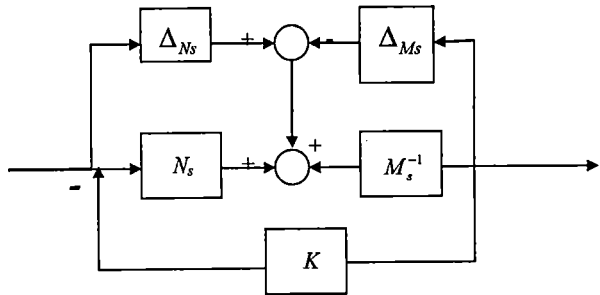 Δ_{Ns} + - Δ_{Ms}
+
N_s + M_s^{-1}
-
K